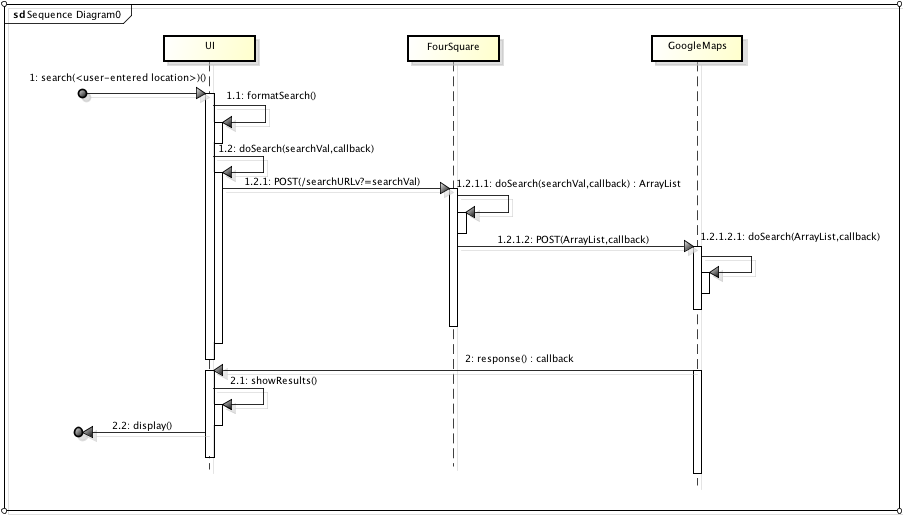 sd Sequence Diagram0
UI
FourSquare
GoogleMaps
1: search(<user-entered location>)()
1.1: formatSearch()
1.2: doSearch(searchVal,callback)
1.2.1: POST(/searchURLv?=searchVal)
1.2.1.1: doSearch(searchVal,callback) : ArrayList
1.2.1.2: POST(ArrayList,callback)
1.2.1.2.1: doSearch(ArrayList,callback)
2: response() : callback
2.1: showResults()
2.2: display()